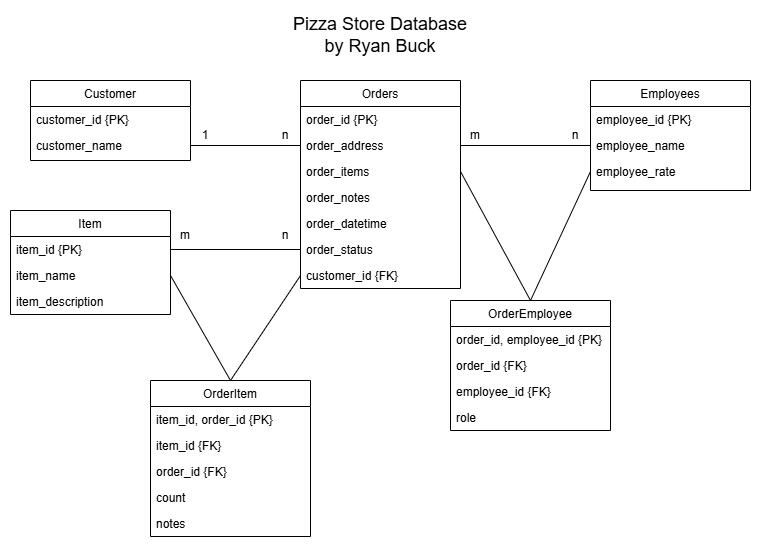 Pizza Store Database
by Ryan Buck
Customer
customer_id {PK}
customer_name
1
n
Orders
order_id {PK}
order_address
order_items
order_notes
order_datetime
order_status
customer_id {FK}
m
n
Employees
employee_id {PK}
employee_name
employee_rate
Item
item_id {PK}
item_name
item_description
m
n
OrderItem
item_id, order_id {PK}
item_id {FK}
order_id {FK}
count
notes
OrderEmployee
order_id, employee_id {PK}
order_id {FK}
employee_id {FK}
role